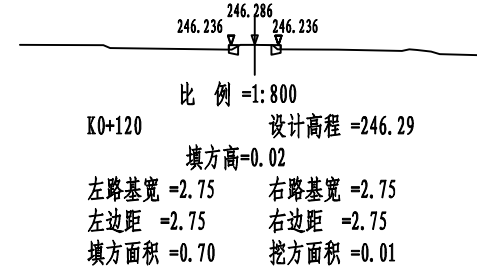 246.286
246.236 246.236
比 例 =1:800
K0+120 设计高程 =246.29
填方高=0.02
左路基宽 =2.75 右路基宽 =2.75
左边距 =2.75 右边距 =2.75
填方面积 =0.70 挖方面积 =0.01